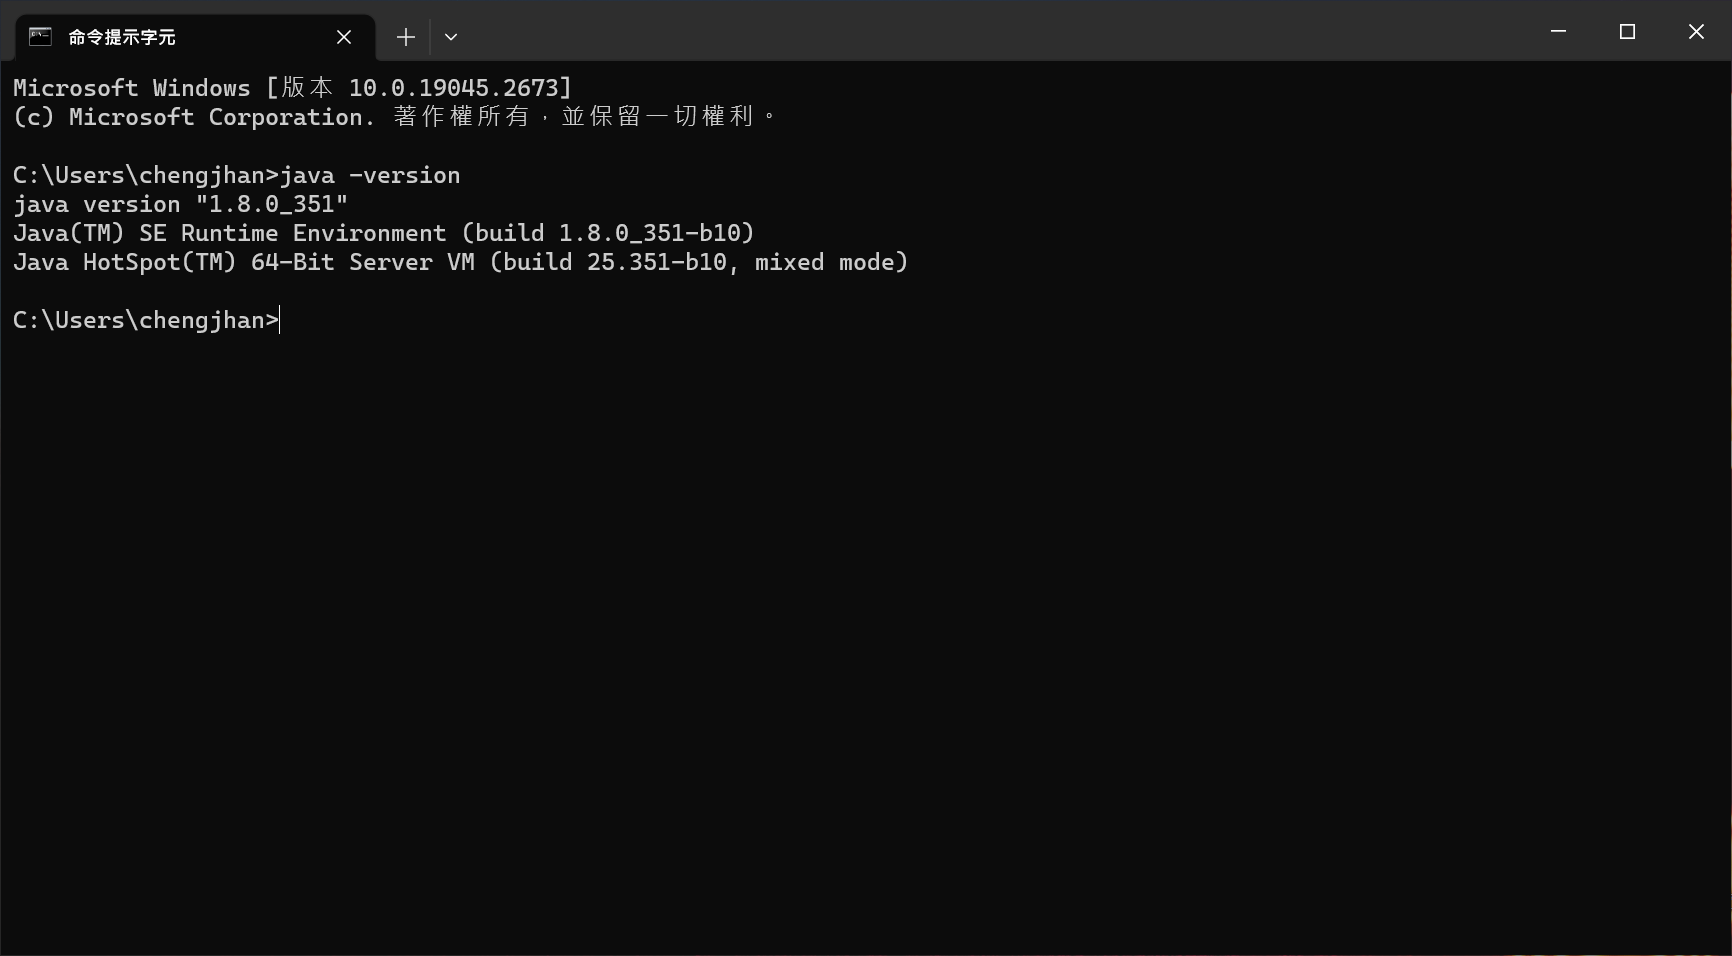 命令提示字元
Microsoft Windows [版本 10.0.19045.2673]
(c) Microsoft Corporation. 著作權所有，並保留一切權利。
C:\Users\chengjhan>java -version
java version "1.8.0_351"
Java(TM) SE Runtime Environment (build 1.8.0_351-b10)
Java HotSpot(TM) 64-Bit Server VM (build 25.351-b10, mixed mode)
C:\Users\chengjhan>